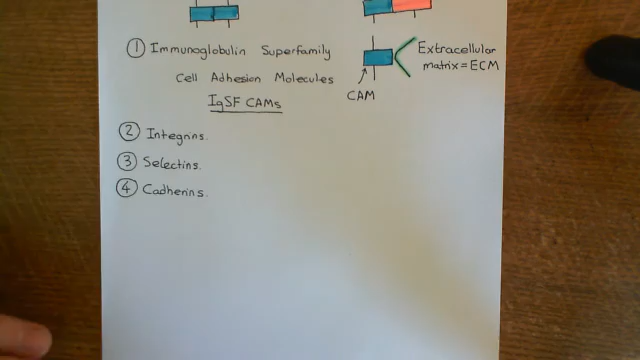 ① Immunoglobulin Superfamily
Cell Adhesion Molecules
IgSF CAMs
Extracellular
matrix = ECM
CAM
② Integrins.
③ Selectins.
④ Cadherins.